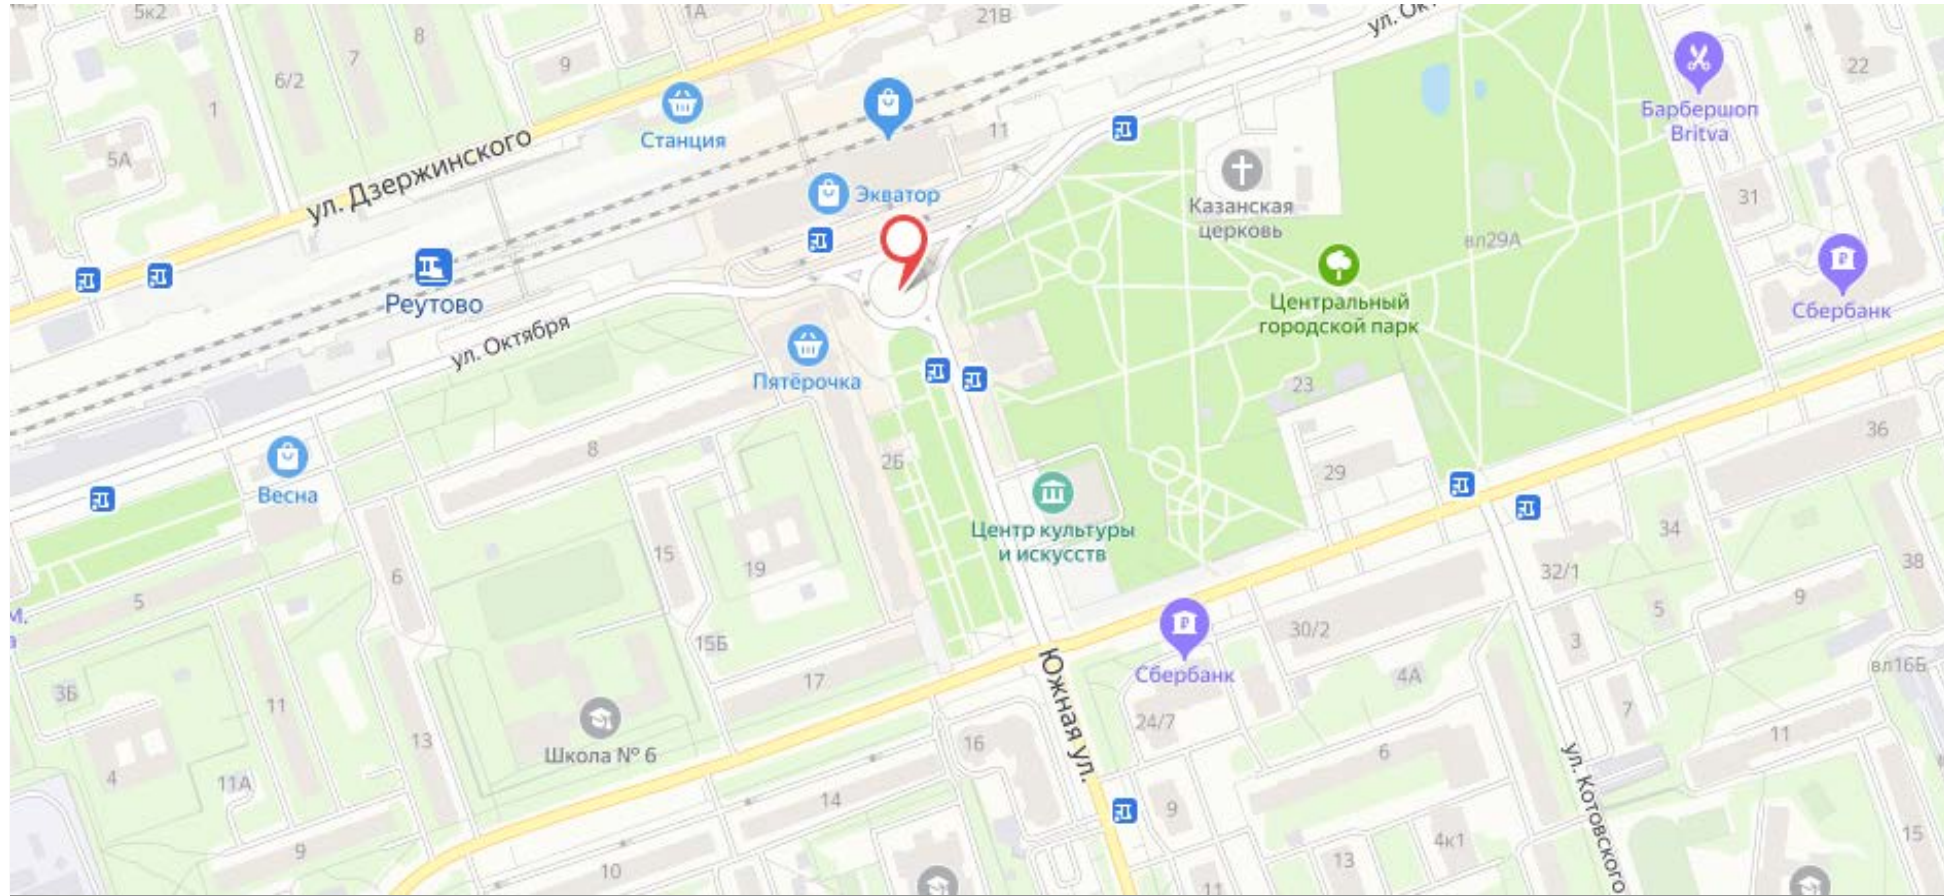 5к2
8
7
6/2
1
9
1А
21В
ул. Ок
22
Барбершоп
Britva
Станция
11
5А
ул. Дзержинского
Экватор
Казанская
церковь
31
вл29А
Реутово
Центральный
городской парк
Сбербанк
ул. Октября
Пятёрочка
23
36
8
2Б
29
Весна
Центр культуры
и искусств
34
15
19
6
32/1
38
5
5
9
м.
а
15Б
30/2
3
17
Сбербанк
4А
вл16Б
3Б
11
Южная ул.
24/7
7
13
Школа № 6
16
6
11
4
11А
ул. Котовского
14
9
9
4к1
15
10
13
11